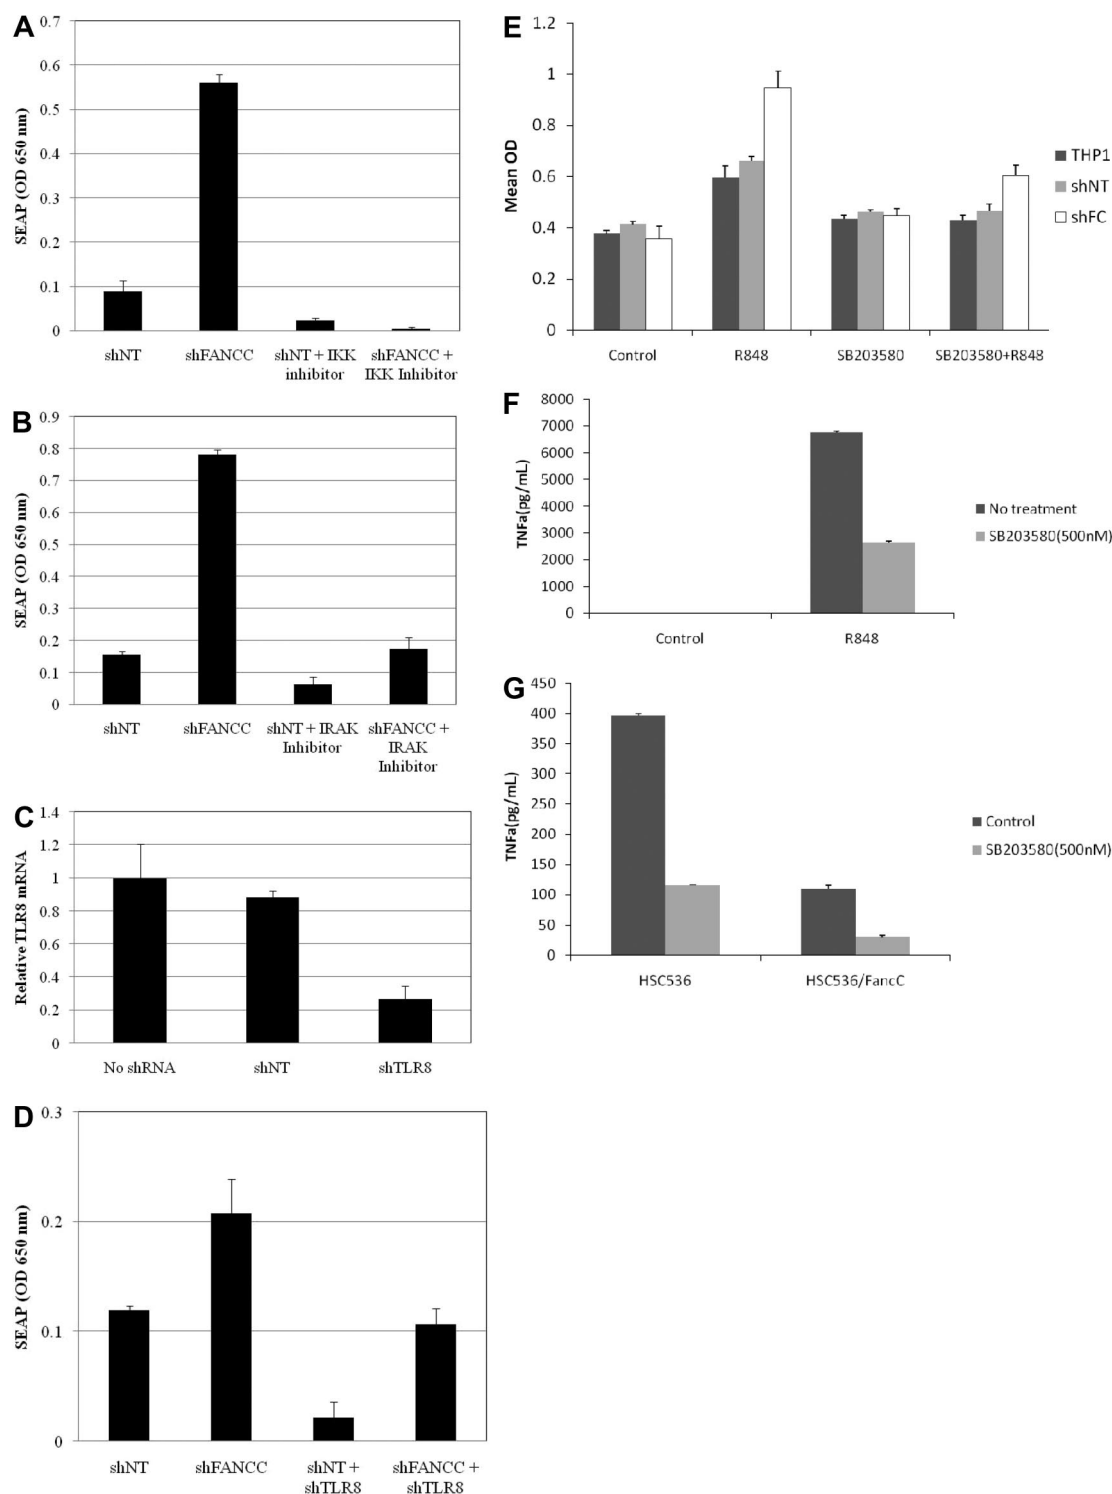 A
0.7
0.6
0.5
0.4
0.3
0.2
0.1
0
SEAP (OD 650 nm)
shNT
shFANCC
shNT + IKK
inhibitor
shFANCC +
IKK Inhibitor
B
0.9
0.8
0.7
0.6
0.5
0.4
0.3
0.2
0.1
0
SEAP (OD 650 nm)
shNT
shFANCC
shNT + IRAK
Inhibitor
shFANCC +
IRAK
Inhibitor
C
1.4
1.2
1
0.8
0.6
0.4
0.2
0
Relative TLR8 mRNA
No shRNA
shNT
shTLR8
D
0.3
0.2
0.1
0
SEAP (OD 650 nm)
shNT
shFANCC
shNT +
shTLR8
shFANCC +
shTLR8
E
1.2
1
0.8
0.6
0.4
0.2
0
Mean OD
Control
R848
SB203580
SB203580+R848
THP1
shNT
shFC
F
8000
7000
6000
5000
4000
3000
2000
1000
0
TNFa(pg/mL)
Control
R848
No treatment
SB203580(500nM)
G
450
400
350
300
250
200
150
100
50
0
TNFa(pg/mL)
HSC536
HSC536/FancC
Control
SB203580(500nM)